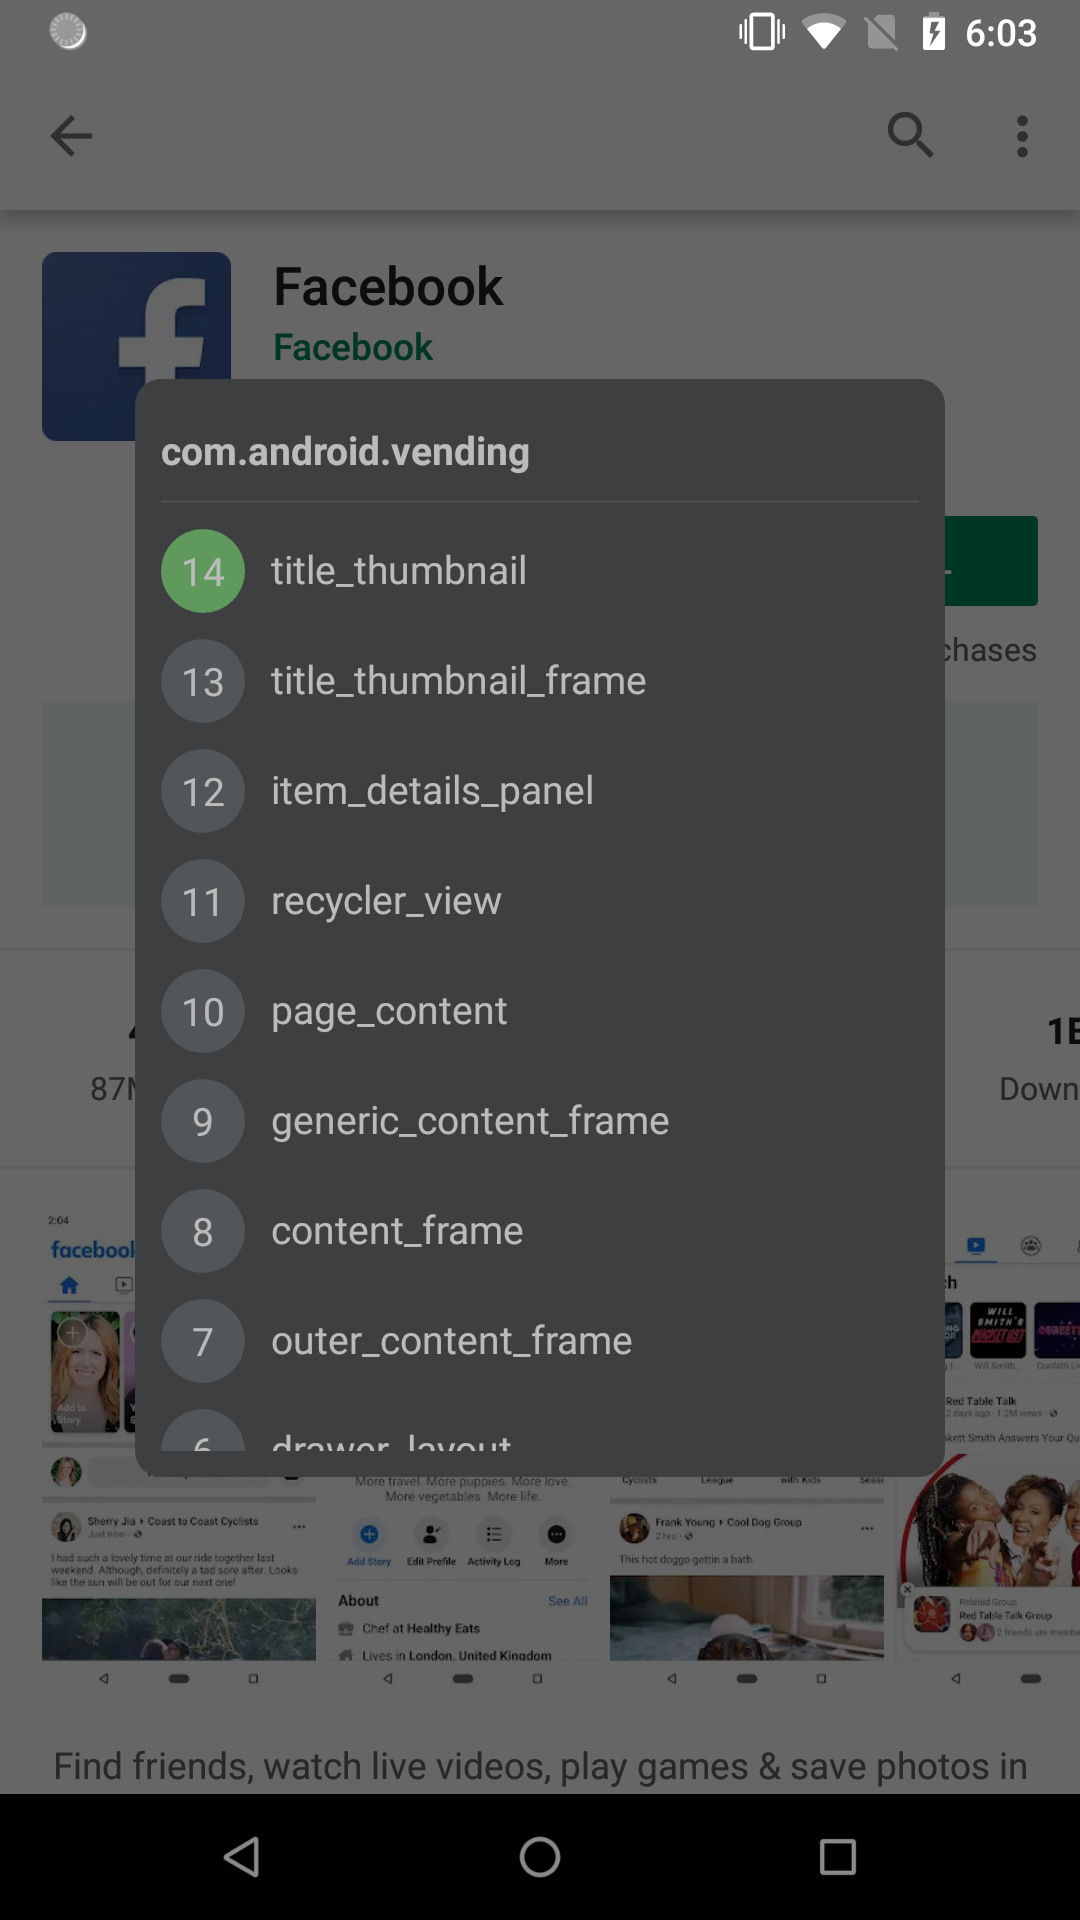 6:03
Facebook
Facebook
com.android.vending
14 title_thumbnail
chases
13 title_thumbnail_frame
12 item_details_panel
11 recycler_view
10 page_content
87M
Down
9 generic_content_frame
8 content_frame
2:04
facebook
7 outer_content_frame
WILL SMITH'S BUCKET LIST
Will Smith...
Confetti Li
Add to Story
Red Table Talk
2 days ago · 1.2M views ·
kett Smith Answers Your Qu
6 drawer_layout
More travel. More puppies. More love.
More vegetables. More life.
Cyclists
League
with Kids
Sherry Jia ▸ Coast to Coast Cyclists
Just now ·
Frank Young ▸ Cool Dog Group
2 hrs ·
This hot doggo gettin a bath.
I had such a lovely time at our ride together last
weekend. Although, definitely a tad sore after. Looks
like the sun will be out for our next one!
Add Story
Edit Profile
Activity Log
More
About
See All
Chef at Healthy Eats
Lives in London, United Kingdom
Related Group
Red Table Talk Group
2 friends are membe
Find friends, watch live videos, play games & save photos in